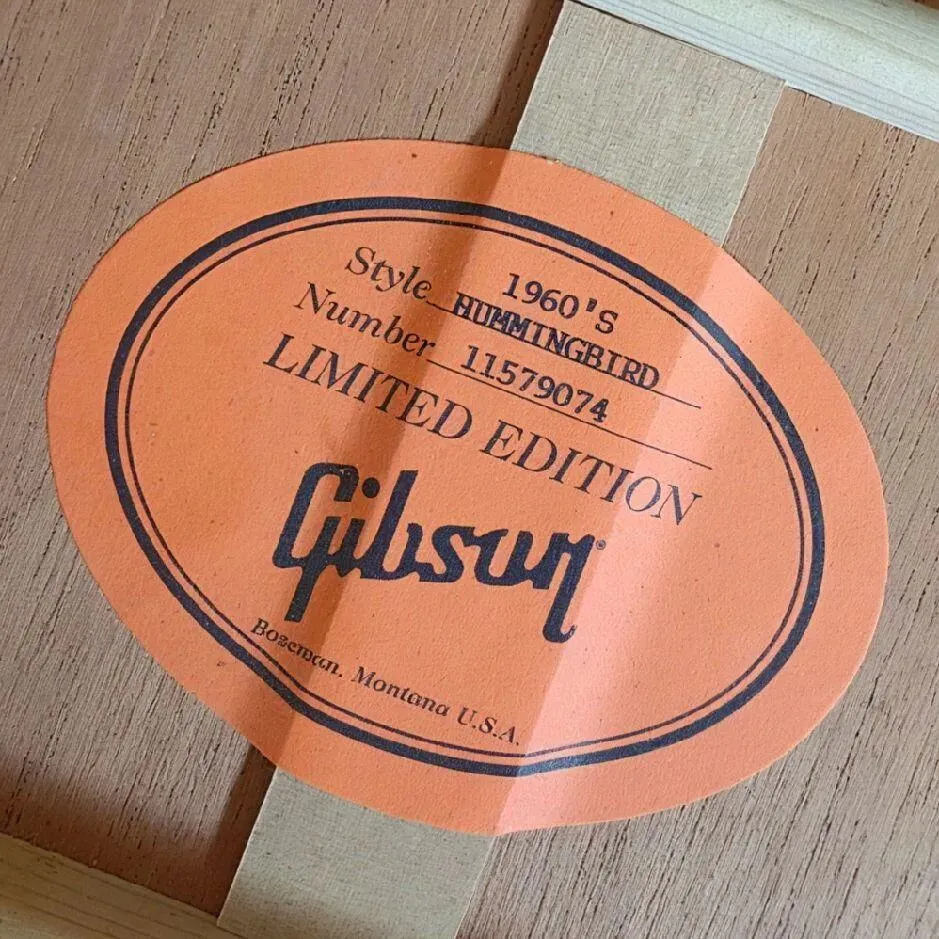 1960'S
Style HUMMINGBIRD
Number 11579074
LIMITED EDITION
Gibson®
Bozeman, Montana U.S.A.